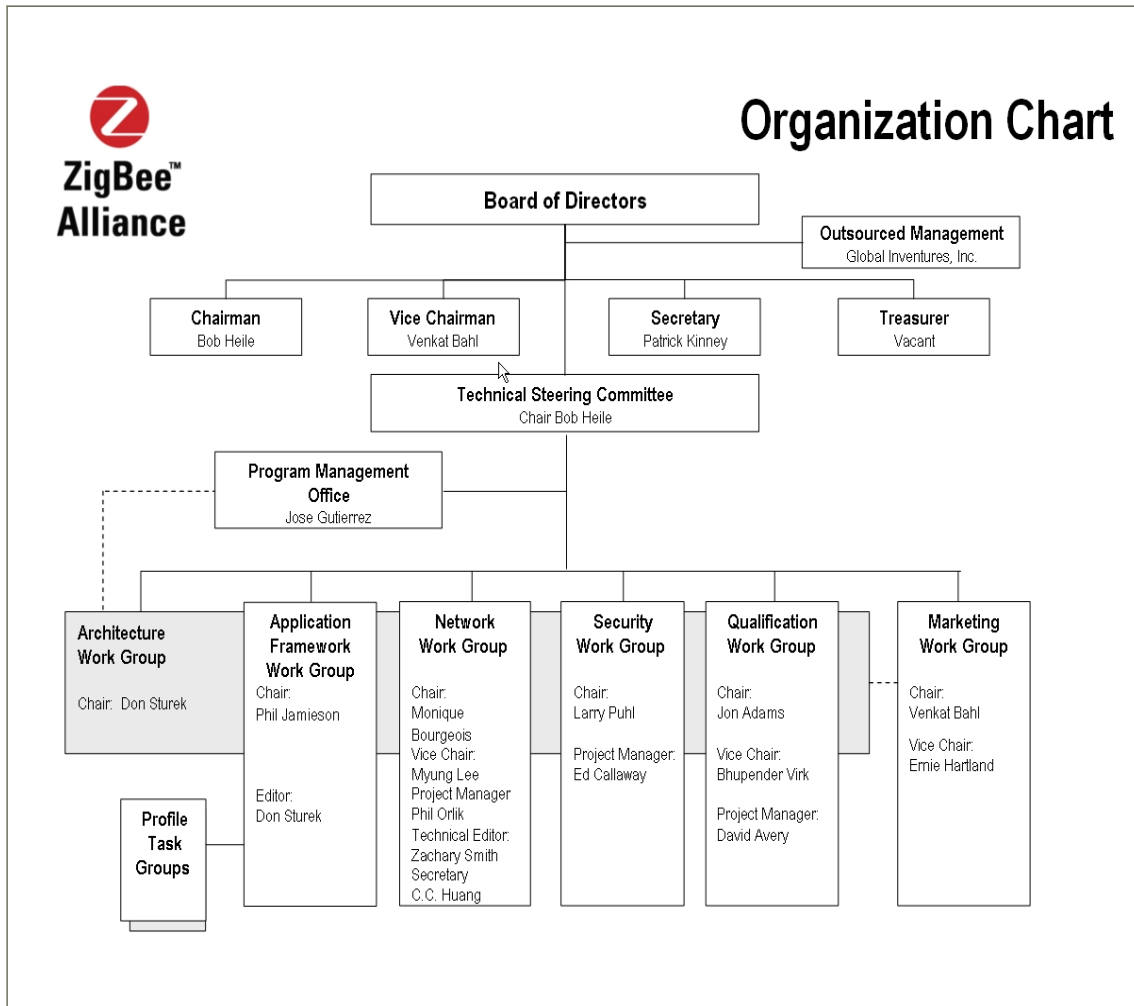 Z
ZigBee™
Alliance
Organization Chart
Board of Directors
Outsourced Management
Global Inventures, Inc.
Chairman
Bob Heile
Vice Chairman
Venkat Bahl
Secretary
Patrick Kinney
Treasurer
Vacant
Technical Steering Committee
Chair Bob Heile
Program Management
Office
Jose Gutierrez
Architecture
Work Group
Chair: Don Sturek
Application
Framework
Work Group
Chair:
Phil Jamieson
Editor:
Don Sturek
Network
Work Group
Chair:
Monique
Bourgeois
Vice Chair:
Myung Lee
Project Manager
Phil Orlik
Technical Editor:
Zachary Smith
Secretary
C.C. Huang
Security
Work Group
Chair:
Larry Puhl
Project Manager:
Ed Callaway
Qualification
Work Group
Chair:
Jon Adams
Vice Chair:
Bhupender Virk
Project Manager:
David Avery
Marketing
Work Group
Chair:
Venkat Bahl
Vice Chair:
Ernie Hartland
Profile
Task
Groups